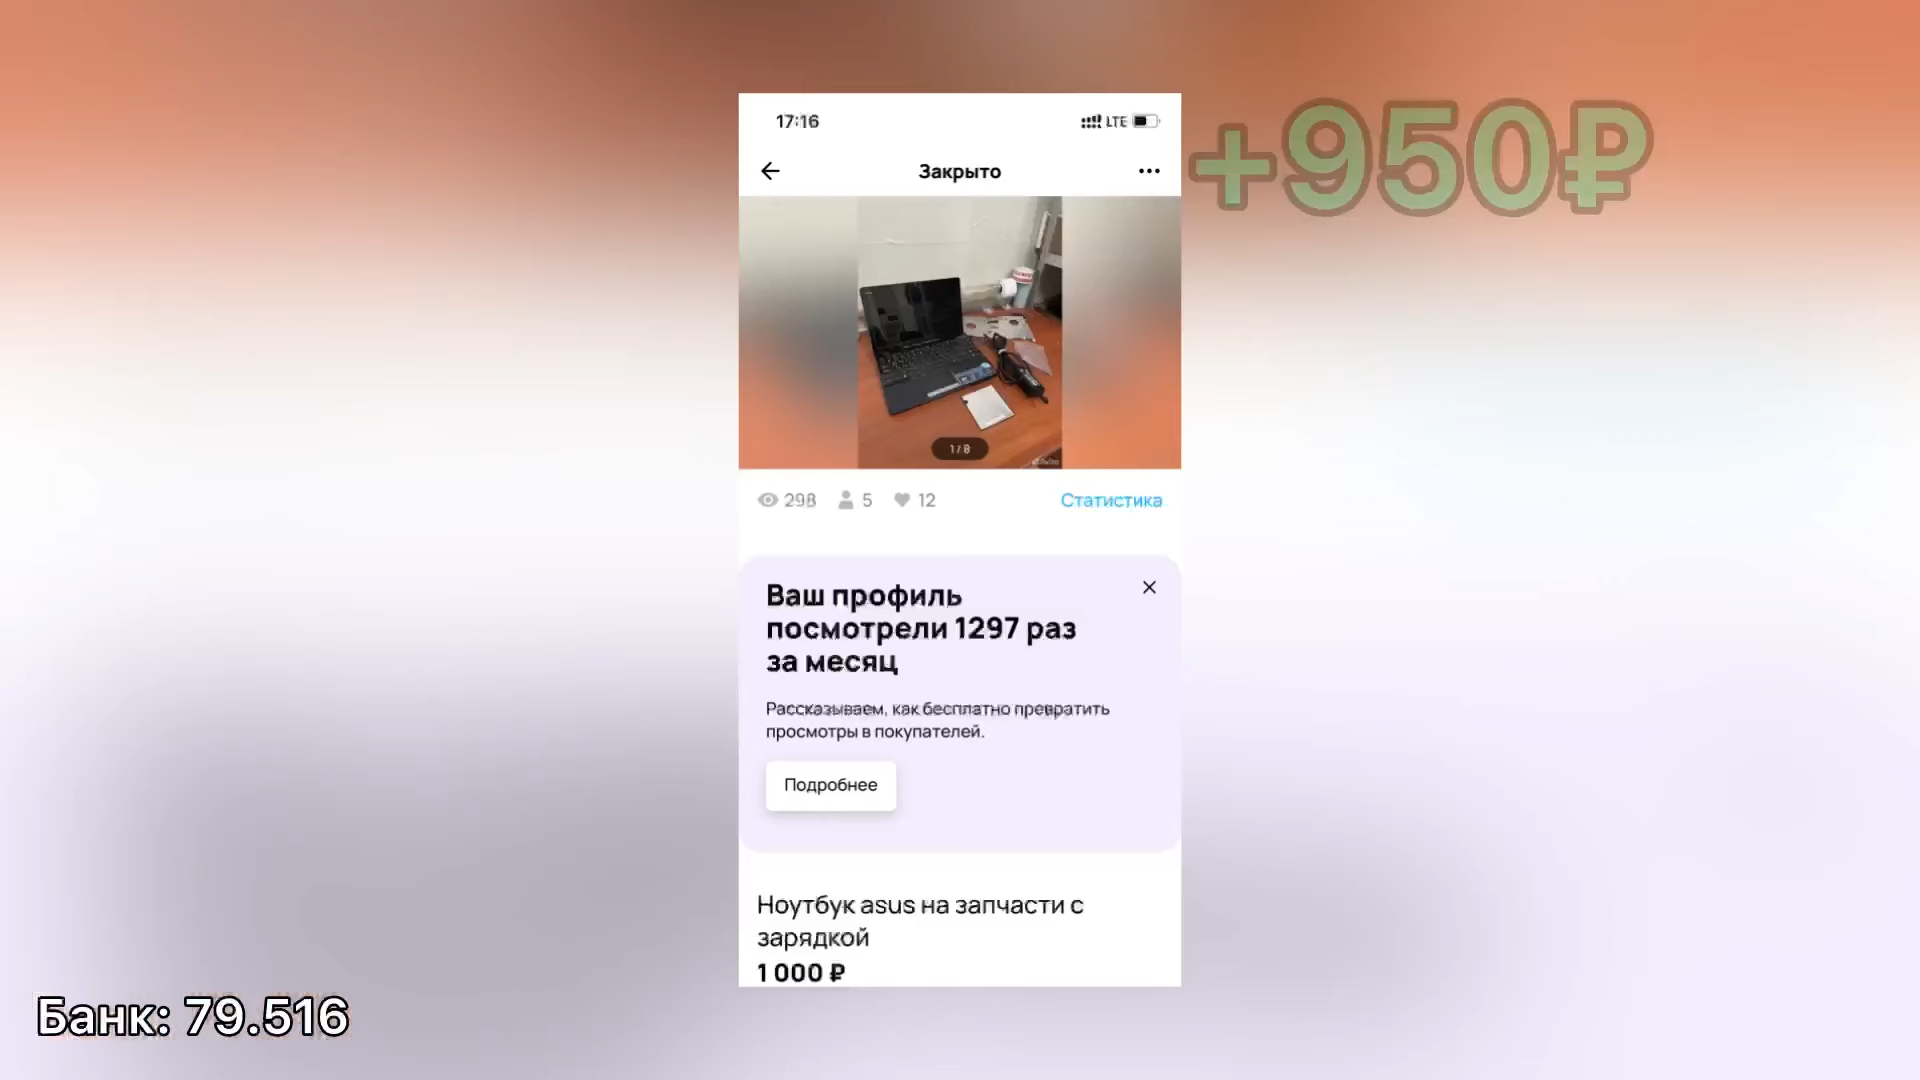 17:16
LTE
Закрыто
+950₽
1/8
298
5
12
Статистика
Ваш профиль
посмотрели 1297 раз
за месяц
Рассказываем, как бесплатно превратить
просмотры в покупателей.
Подробнее
Ноутбук asus на запчасти с
зарядкой
1 000 ₽
Банк: 79.516